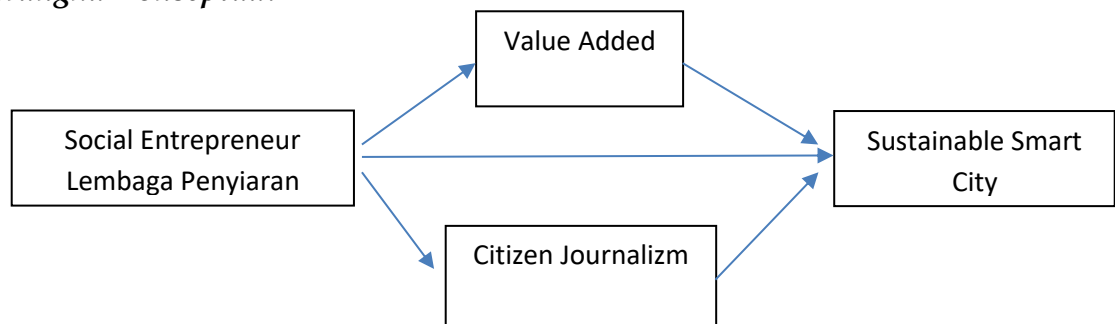 Value Added
Social Entrepreneur
Lembaga Penyiaran
Sustainable Smart
City
Citizen Journalizm